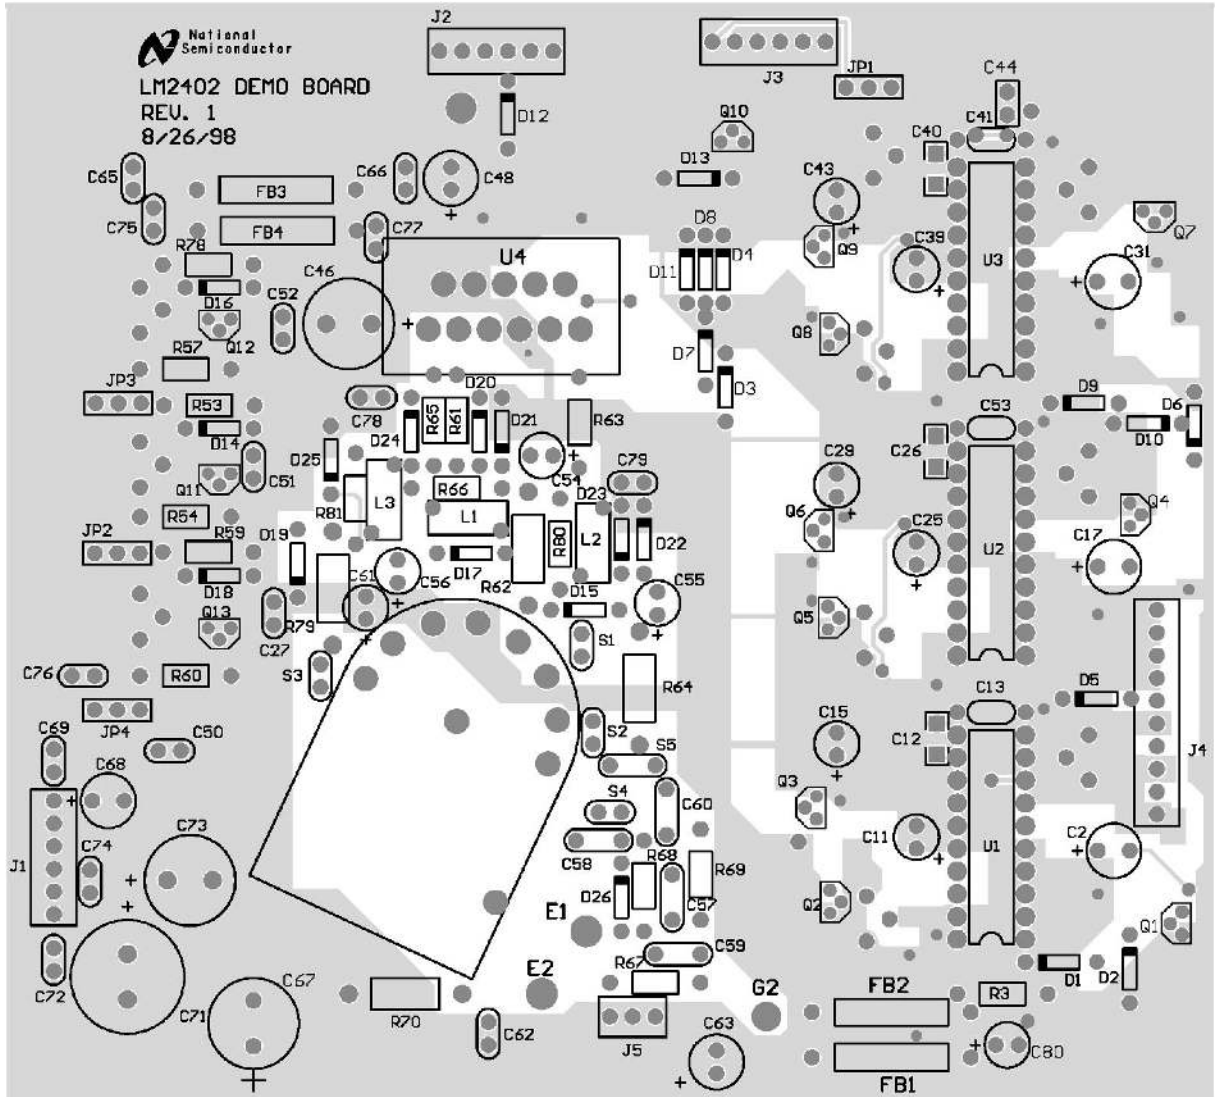 National
Semiconductor
LM2402 DEMO BOARD
REV. 1
8/26/98
J2
J3
JP1
C44
D12
Q10
C40
C41
C65
C66
C48
D13
C43
FB3
C75
C77
FB4
D8
Q9
C39
Q7
R78
U4
D11
D4
U3
C31
C46
D16
C52
Q12
Q8
R57
D7
D3
JP3
D20
D9
D6
R53
C78
R65
R61
D21
R63
C53
D10
D14
D24
C26
D25
C54
C79
C29
C51
Q11
R66
D23
L3
R81
L1
Q6
C25
Q4
R54
R59
D19
R80
L2
D22
U2
C17
JP2
D17
R62
C56
C61
C55
D18
D15
Q13
C27
R79
S1
Q5
C76
R60
S3
R64
D5
C13
JP4
C69
C50
S2
S5
C15
C12
J4
C68
S4
C60
Q3
C73
C58
C11
U1
C2
C74
J1
R68
R69
D26
C57
Q2
E1
Q1
C59
C72
C67
E2
R67
G2
FB2
D1
D2
R3
C71
R70
C62
J5
C63
C80
FB1